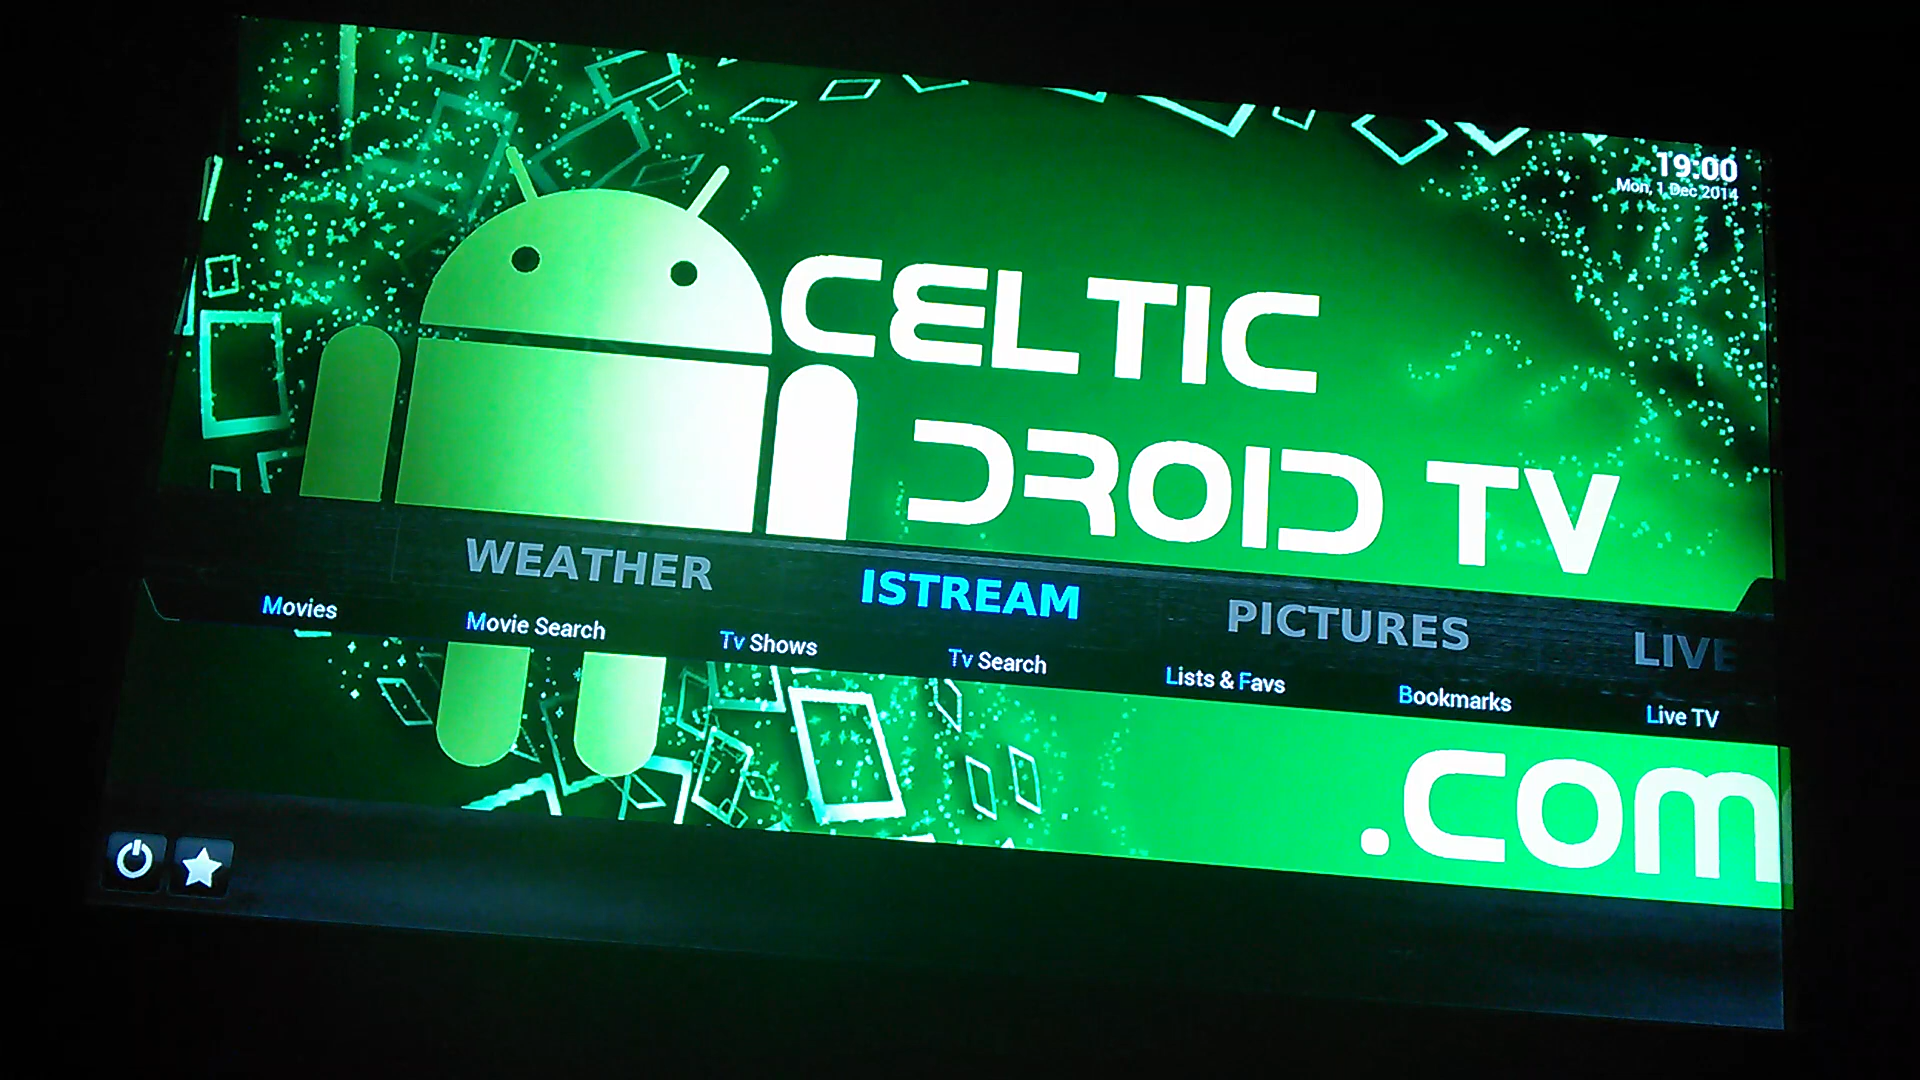 19:00
Mon, 1 Dec 2014
CELTIC
DROID TV
WEATHER ISTREAM PICTURES LIVE
Movies Movie Search Tv Shows Tv Search Lists & Favs Bookmarks Live TV
.COM